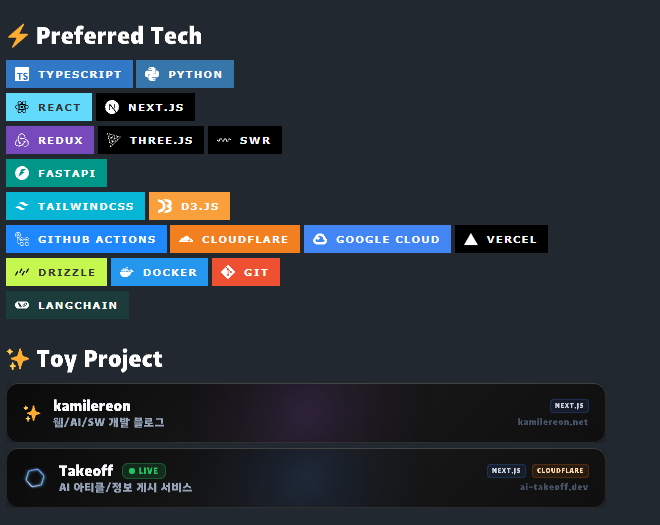 ⚡ Preferred Tech
TYPESCRIPT PYTHON
REACT NEXT.JS
REDUX THREE.JS SWR
FASTAPI
TAILWINDCSS D3.JS
GITHUB ACTIONS CLOUDFLARE GOOGLE CLOUD VERCEL
DRIZZLE DOCKER GIT
LANGCHAIN
✨ Toy Project
kamilereon NEXT.JS
웹/AI/SW 개발 블로그 kamilereon.net
Takeoff LIVE NEXT.JS CLOUDFLARE
AI 아티클/정보 게시 서비스 ai-takeoff.dev